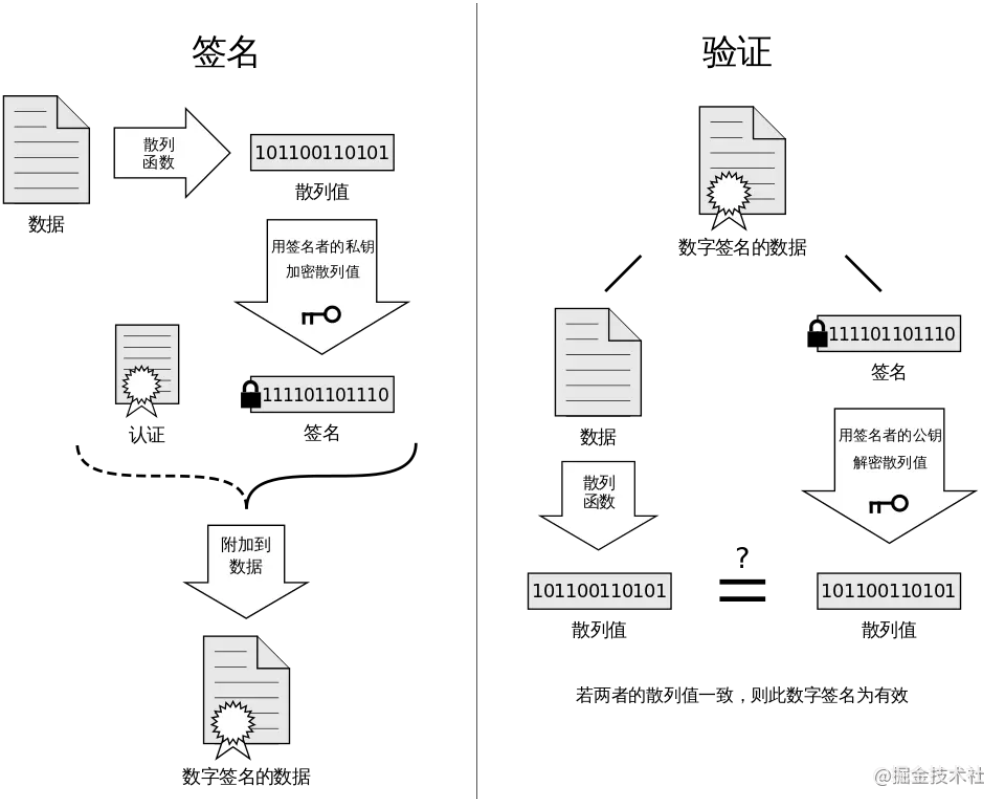 签名
散列
函数
101100110101
散列值
数据
用签名者的私钥
加密散列值
111101101110
签名
认证
附加到
数据
数字签名的数据
验证
数字签名的数据
数据
111101101110
签名
散列
函数
用签名者的公钥
解密散列值
101100110101
散列值
?
101100110101
散列值
若两者的散列值一致，则此数字签名为有效
@掘金技术社